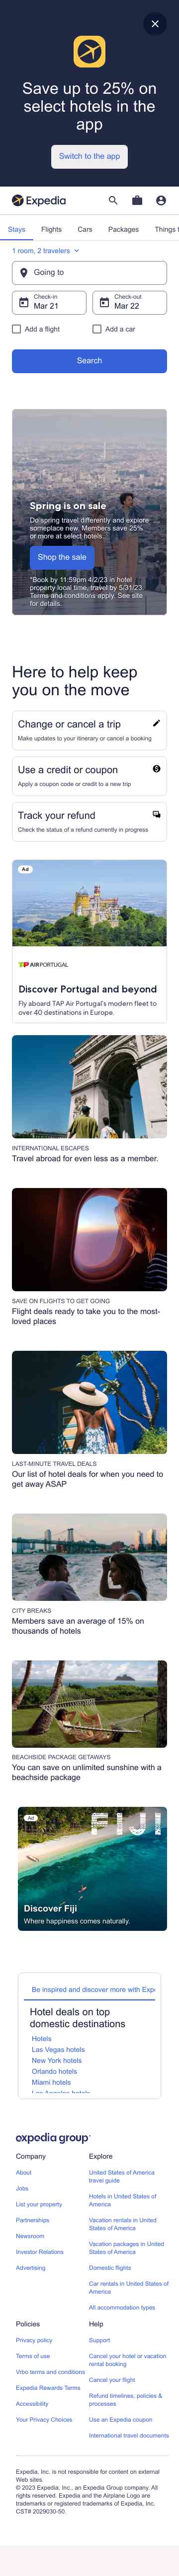 Save up to 25% on
select hotels in the
app
Switch to the app
Expedia
Stays Flights Cars Packages Things t
1 room, 2 travelers
Going to
Check-in
Mar 21
Check-out
Mar 22
Add a flight
Add a car
Search
Spring is on sale
Do spring travel differently and explore
someplace new. Members save 25%
or more at select hotels.
Shop the sale
*Book by 11:59pm 4/2/23 in hotel
property local time, travel by 5/31/23.
Terms and conditions apply. See site
for details.
Here to help keep
you on the move
Change or cancel a trip
Make updates to your itinerary or cancel a booking
Use a credit or coupon
Apply a coupon code or credit to a new trip
Track your refund
Check the status of a refund currently in progress
Ad
TAP AIRPORTUGAL
Discover Portugal and beyond
Fly aboard TAP Air Portugal's modern fleet to
over 40 destinations in Europe.
INTERNATIONAL ESCAPES
Travel abroad for even less as a member.
SAVE ON FLIGHTS TO GET GOING
Flight deals ready to take you to the most-
loved places
LAST-MINUTE TRAVEL DEALS
Our list of hotel deals for when you need to
get away ASAP
CITY BREAKS
Members save an average of 15% on
thousands of hotels
BEACHSIDE PACKAGE GETAWAYS
You can save on unlimited sunshine with a
beachside package
Ad
FIJI
Discover Fiji
Where happiness comes naturally.
Be inspired and discover more with Expe
Hotel deals on top
domestic destinations
Hotels
Las Vegas hotels
New York hotels
Orlando hotels
Miami hotels
Los Angeles hotels
expedia group
Company
About
Jobs
List your property
Partnerships
Newsroom
Investor Relations
Advertising
Explore
United States of America
travel guide
Hotels in United States of
America
Vacation rentals in United
States of America
Vacation packages in United
States of America
Domestic flights
Car rentals in United States of
America
All accommodation types
Policies
Privacy policy
Terms of use
Vrbo terms and conditions
Expedia Rewards Terms
Accessibility
Your Privacy Choices
Help
Support
Cancel your hotel or vacation
rental booking
Cancel your flight
Refund timelines, policies &
processes
Use an Expedia coupon
International travel documents
Expedia, Inc. is not responsible for content on external
Web sites.
© 2023 Expedia, Inc., an Expedia Group company. All
rights reserved. Expedia and the Airplane Logo are
trademarks or registered trademarks of Expedia, Inc.
CST# 2029030-50.